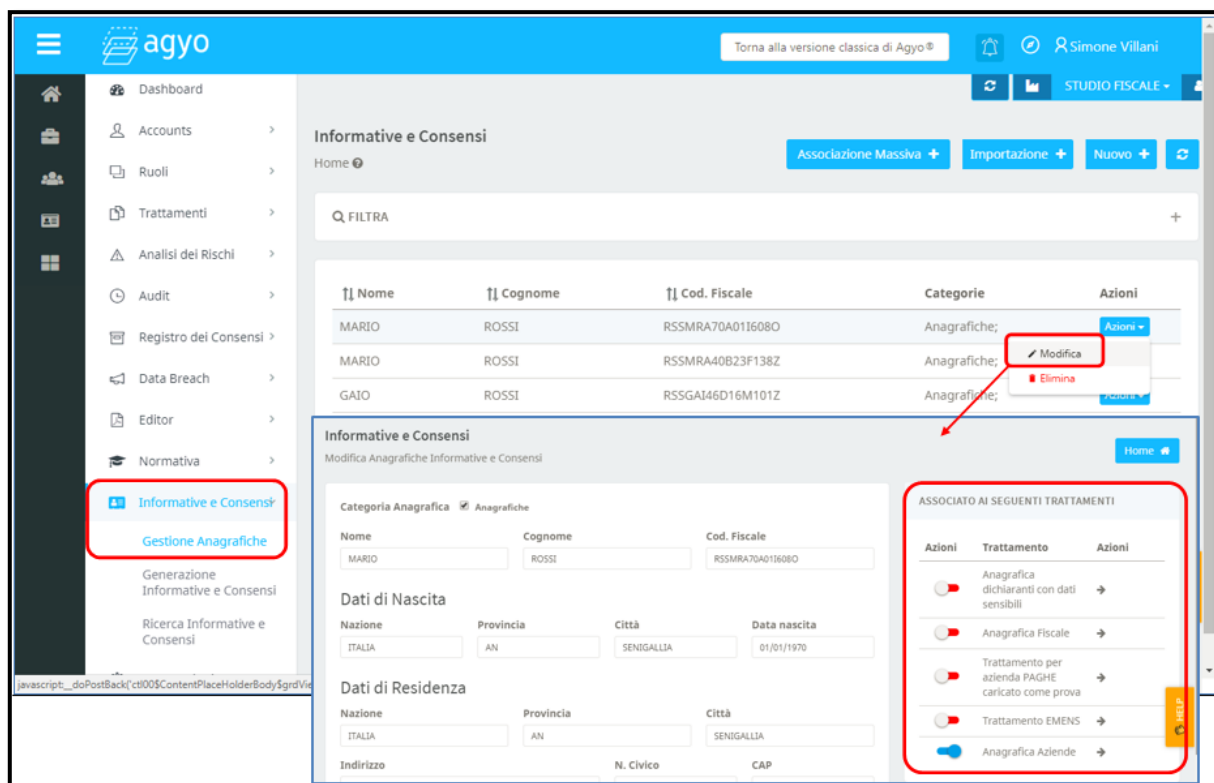 agyo
Torna alla versione classica di Agyo®
Simone Villani
STUDIO FISCALE
Dashboard
Accounts
Ruoli
Trattamenti
Analisi dei Rischi
Audit
Registro dei Consensi
Data Breach
Editor
Normativa
Informative e Consensi
Gestione Anagrafiche
Generazione
Informative e Consensi
Ricerca Informative e
Consensi
javascript:__doPostBack('ctl00$ContentPlaceHolderBody$grdVie
Informative e Consensi
Home
Associazione Massiva +
Importazione +
Nuovo +
FILTRA +
Nome Cognome Cod. Fiscale Categorie Azioni
MARIO ROSSI RSSMRA70A01I608O Anagrafiche; Azioni
MARIO ROSSI RSSMRA40B23F138Z Anagrafiche;
GAIO ROSSI RSSGAI46D16M101Z Anagrafiche; Azioni
Modifica
Elimina
Informative e Consensi
Modifica Anagrafiche Informative e Consensi
Home
Categoria Anagrafica Anagrafiche
Nome Cognome Cod. Fiscale
MARIO ROSSI RSSMRA70A01I608O
Dati di Nascita
Nazione Provincia Città Data nascita
ITALIA AN SENIGALLIA 01/01/1970
Dati di Residenza
Nazione Provincia Città
ITALIA AN SENIGALLIA
Indirizzo N. Civico CAP
ASSOCIATO AI SEGUENTI TRATTAMENTI
Azioni Trattamento Azioni
Anagrafica
dichiaranti con dati
sensibili
Anagrafica Fiscale
Trattamento per
azienda PAGHE
caricato come prova
Trattamento EMENS
Anagrafica Aziende
HELP